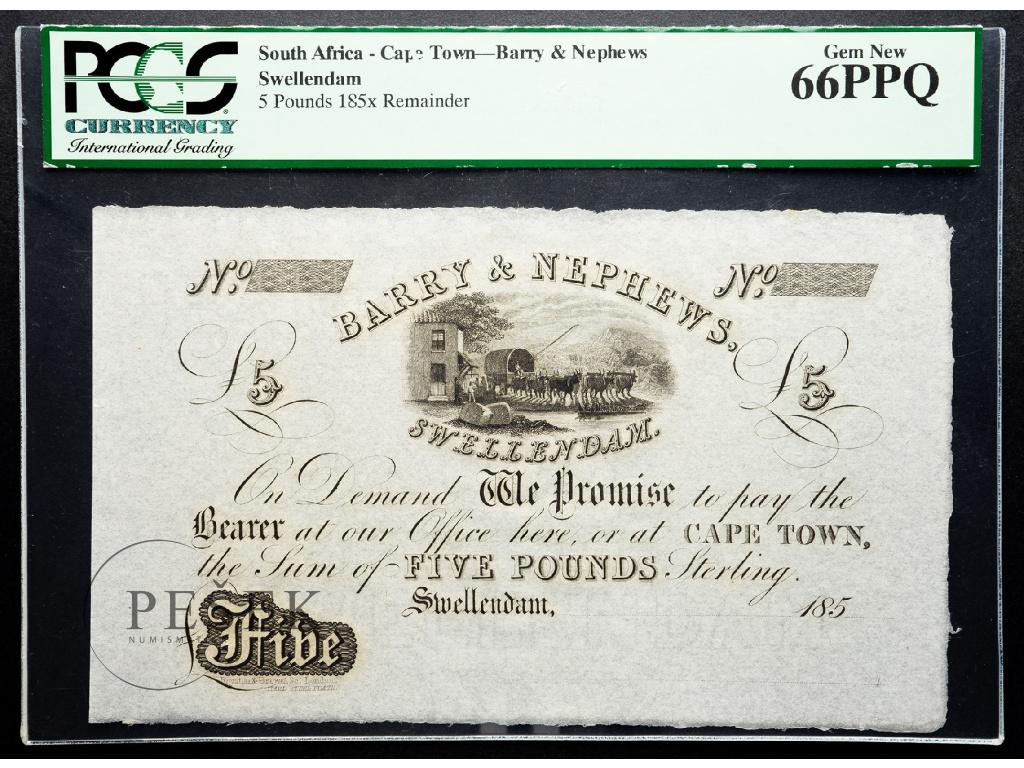 PCGS
CURRENCY
International Grading
South Africa - Cape Town—Barry & Nephews
Swellendam
5 Pounds 185x Remainder
Gem New
66PPQ
No. No.
BARRY & NEPHEWS,
£5 £5
SWELLENDAM.
On Demand We Promise to pay the
Bearer at our Office here, or at CAPE TOWN,
the Sum of FIVE POUNDS Sterling.
Swellendam, 185
PEŠEK
Five